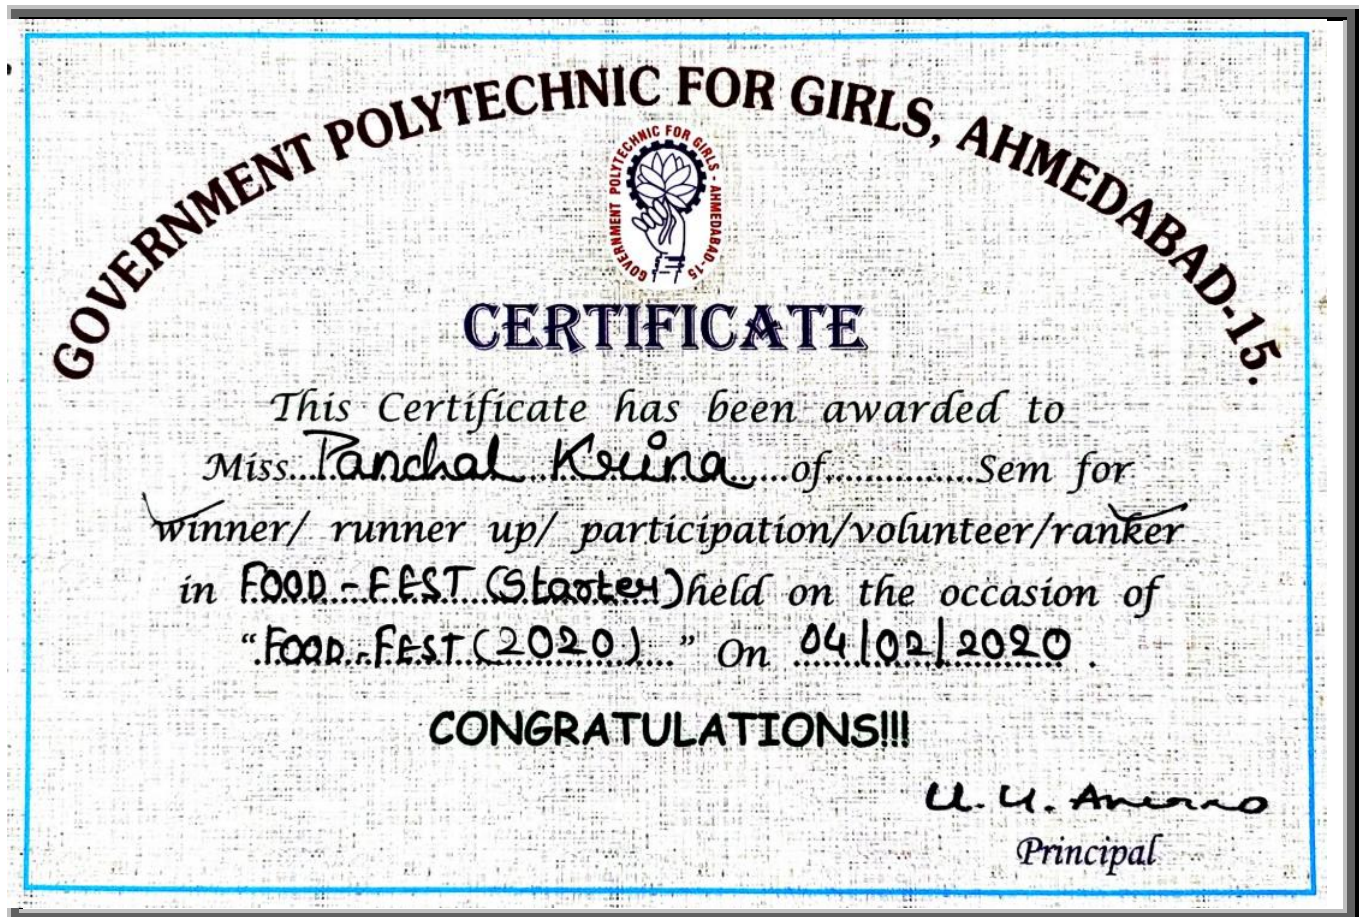 GOVERNMENT POLYTECHNIC FOR GIRLS, AHMEDABAD-15.
GOVERNMENT POLYTECHNIC FOR GIRLS - AHMEDABAD-15
CERTIFICATE
This Certificate has been awarded to
Miss..Panchal Krina.....of..............Sem for
winner/ runner up/ participation/volunteer/ranker
in FOOD-FEST (Starter) held on the occasion of
“FOOD-FEST (2020)...” On 04/02/2020 .
CONGRATULATIONS!!!
U. U.
Principal